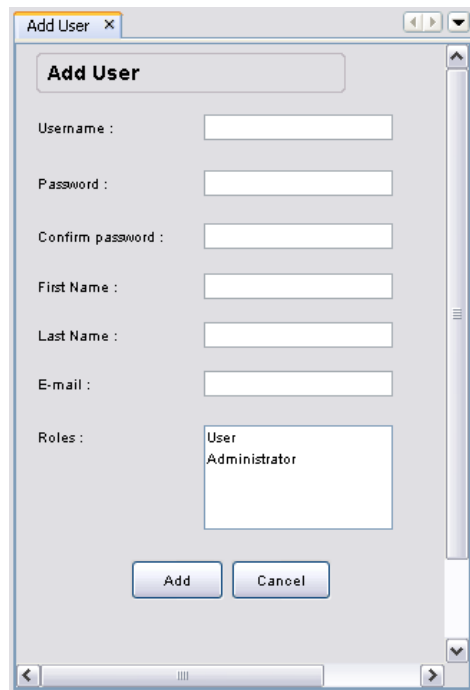 Add User
Add User
Username :
Password :
Confirm password :
First Name :
Last Name :
E-mail :
Roles :
User
Administrator
Add
Cancel